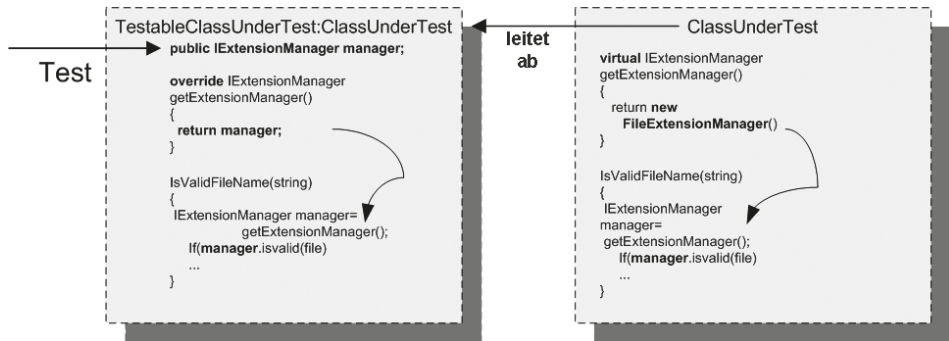 TestableClassUnderTest:ClassUnderTest
public IExtensionManager manager;
override IExtensionManager
getExtensionManager()
{
return manager;
}
IsValidFileName(string)
{
IExtensionManager manager=
getExtensionManager();
If(manager.isvalid(file)
...
}
Test
leitet
ab
ClassUnderTest
virtual IExtensionManager
getExtensionManager()
{
return new
FileExtensionManager()
}
IsValidFileName(string)
{
IExtensionManager
manager=
getExtensionManager();
If(manager.isvalid(file)
...
}